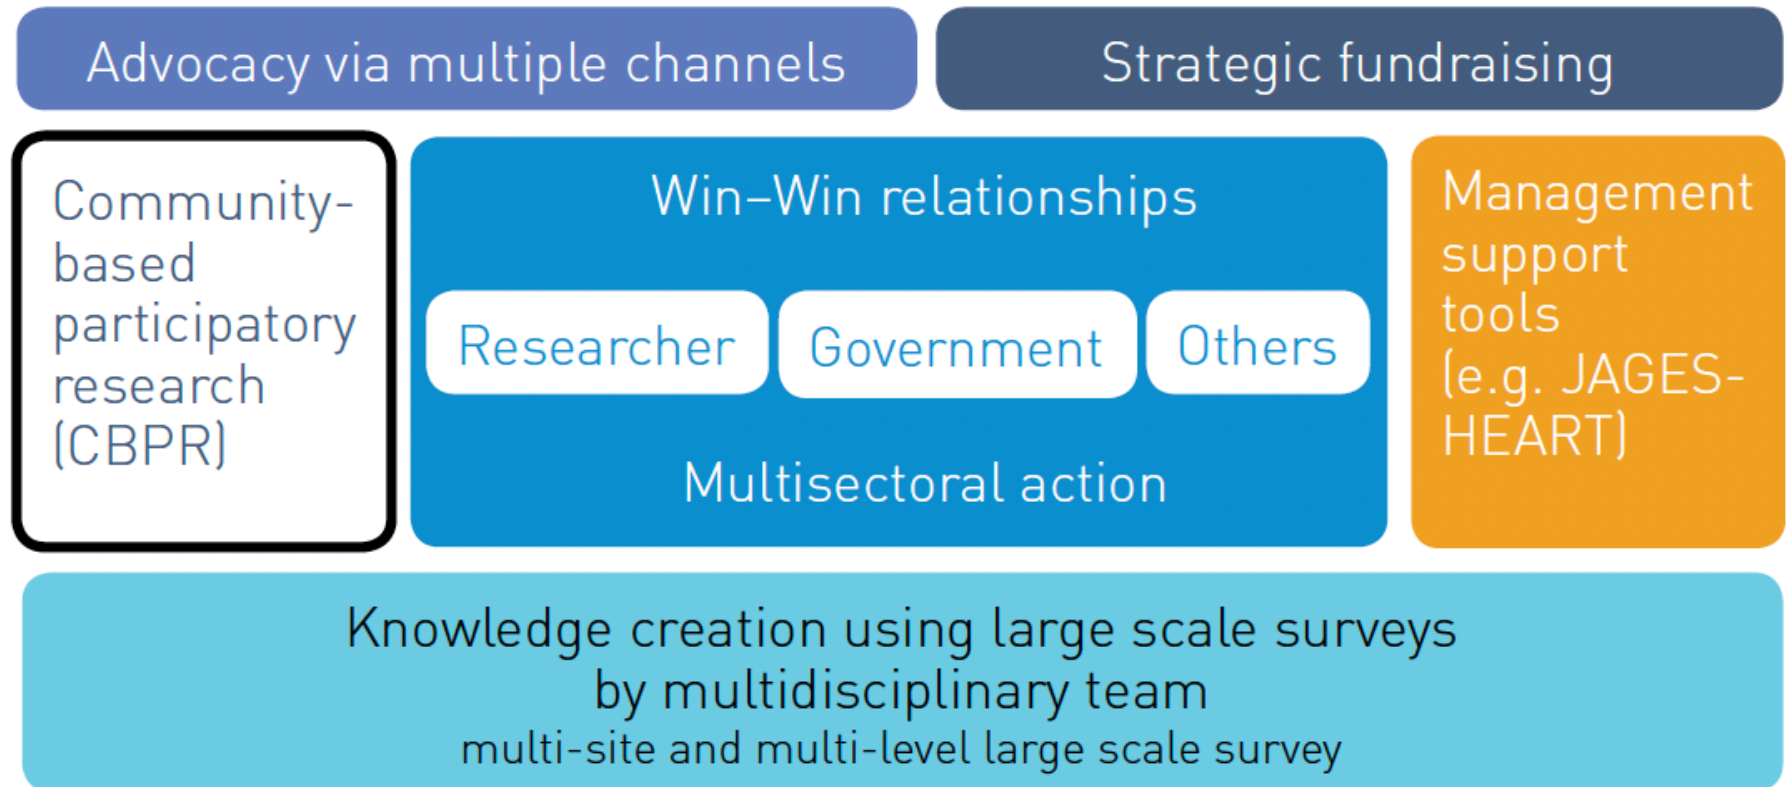 Advocacy via multiple channels
Strategic fundraising
Community-
based
participatory
research
(CBPR)
Win–Win relationships
Researcher
Government
Others
Multisectoral action
Management
support
tools
(e.g. JAGES-
HEART)
Knowledge creation using large scale surveys
by multidisciplinary team
multi-site and multi-level large scale survey